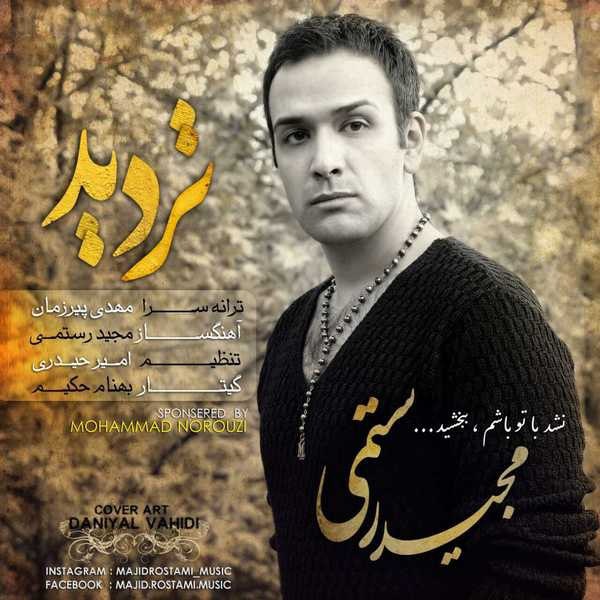 تردید
ترانه سرا مهدی پیرزمان
آهنگساز مجید رستمی
تنظیم امیر حیدری
گیتار بهنام حکیم
SPONSERED BY
MOHAMMAD NOROUZI
نشد با تو باشم ، ببخشید...
مجید رستمی
COVER ART
DANIYAL VAHIDI
INSTAGRAM : MAJIDROSTAMI_MUSIC
FACEBOOK : MAJID.ROSTAMI.MUSIC